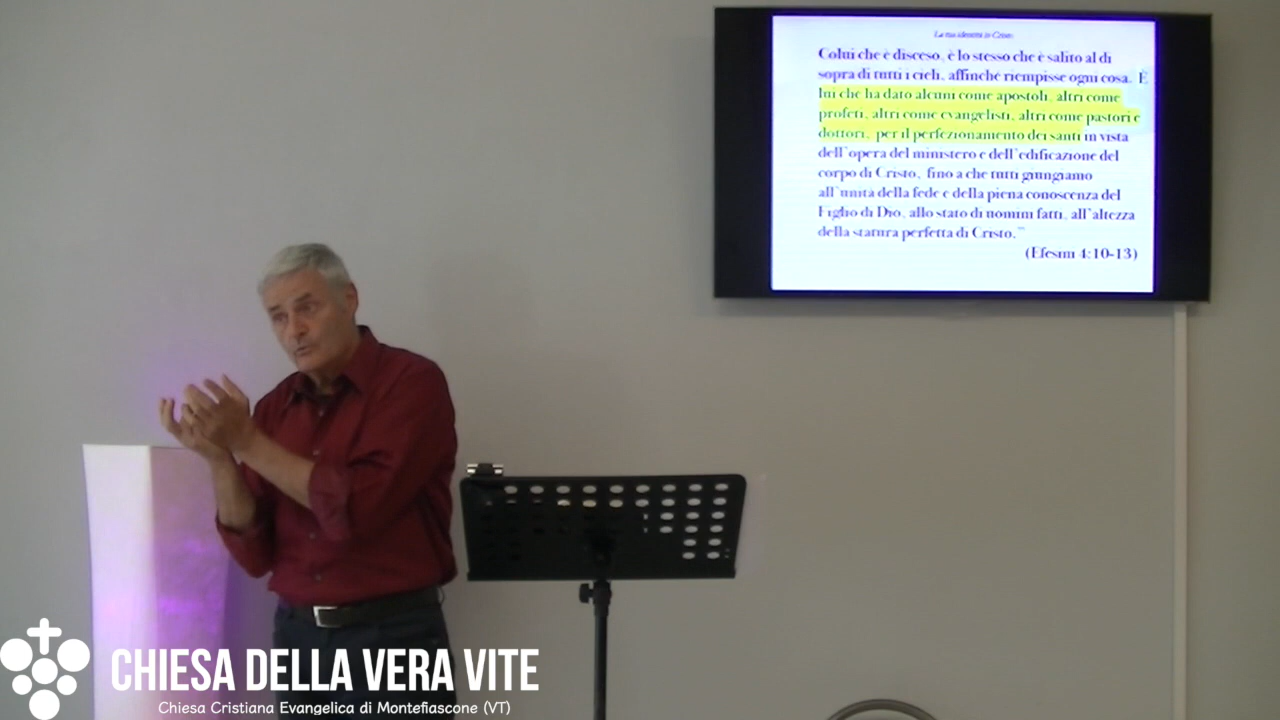 La tua identità in Cristo
Colui che è disceso, è lo stesso che è salito al di
sopra di tutti i cieli, affinché riempisse ogni cosa. È
lui che ha dato alcuni come apostoli, altri come
profeti, altri come evangelisti, altri come pastori e
dottori, per il perfezionamento dei santi in vista
dell'opera del ministero e dell'edificazione del
corpo di Cristo, fino a che tutti giungiamo
all'unità della fede e della piena conoscenza del
Figlio di Dio, allo stato di uomini fatti, all'altezza
della statura perfetta di Cristo."
(Efesini 4:10-13)
CHIESA DELLA VERA VITE
Chiesa Cristiana Evangelica di Montefiascone (VT)